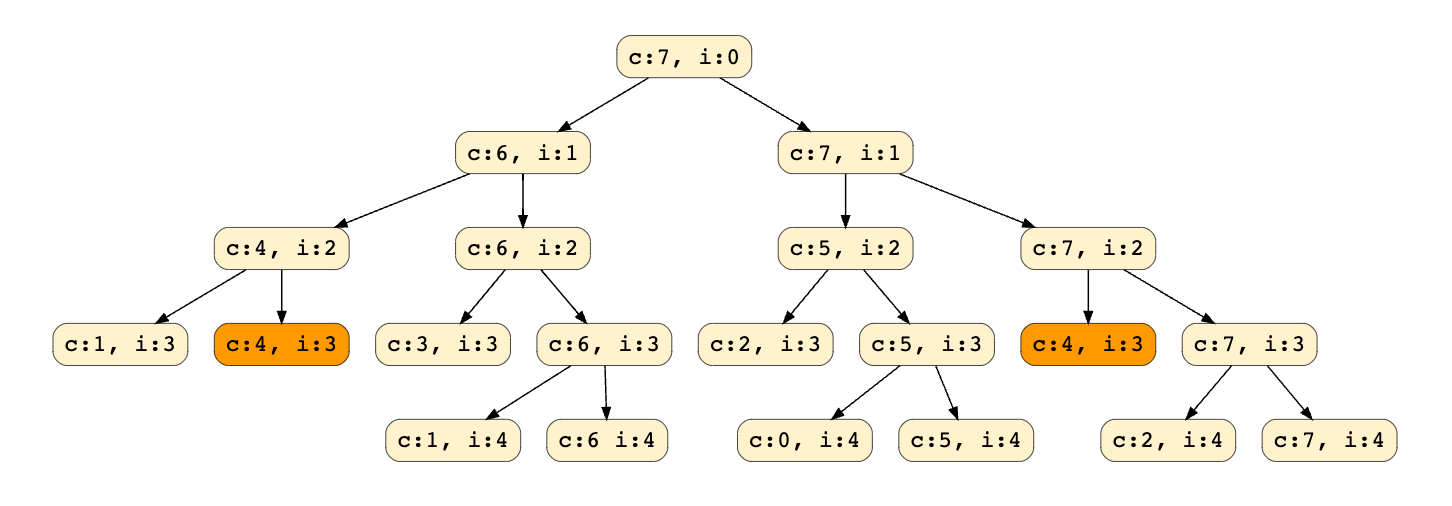 c:7, i:0
c:6, i:1
c:7, i:1
c:4, i:2
c:6, i:2
c:5, i:2
c:7, i:2
c:1, i:3
c:4, i:3
c:3, i:3
c:6, i:3
c:2, i:3
c:5, i:3
c:4, i:3
c:7, i:3
c:1, i:4
c:6 i:4
c:0, i:4
c:5, i:4
c:2, i:4
c:7, i:4